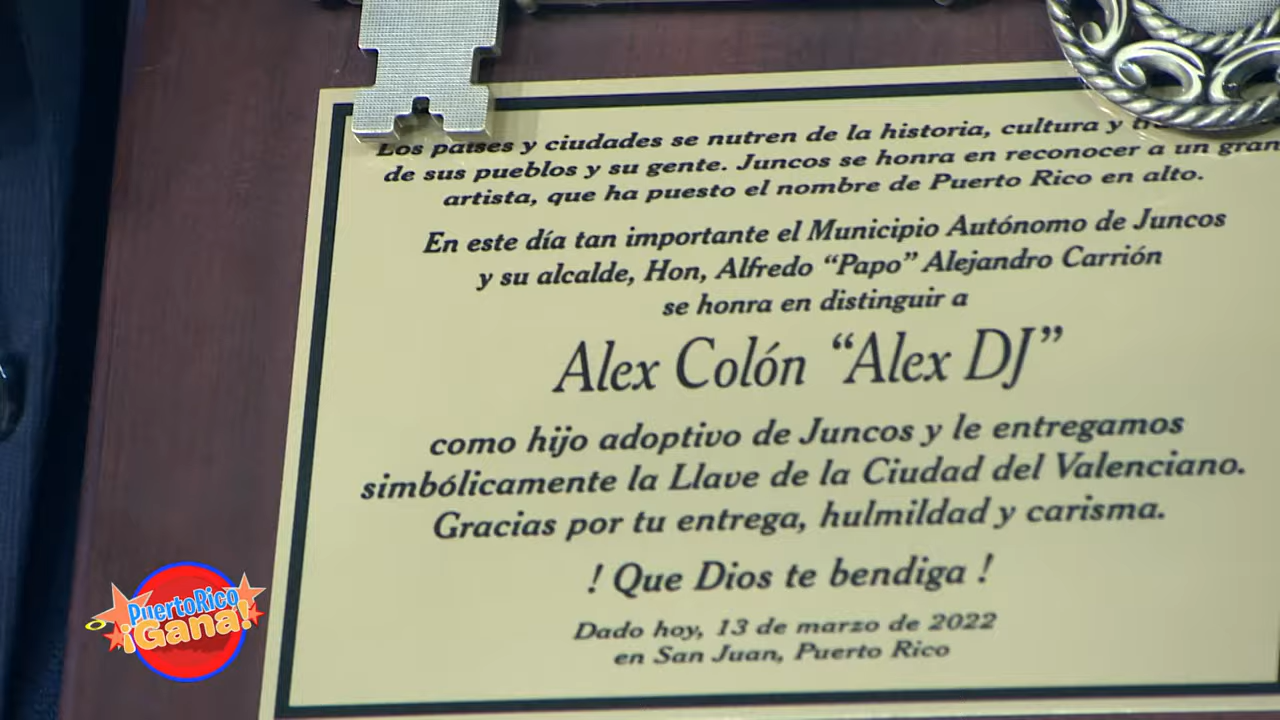 Los países y ciudades se nutren de la historia, cultura y
de sus pueblos y su gente. Juncos se honra en reconocer a un gran
artista, que ha puesto el nombre de Puerto Rico en alto.
En este día tan importante el Municipio Autónomo de Juncos
y su alcalde, Hon, Alfredo “Papo” Alejandro Carrión
se honra en distinguir a
Alex Colón “Alex DJ”
como hijo adoptivo de Juncos y le entregamos
simbólicamente la Llave de la Ciudad del Valenciano.
Gracias por tu entrega, hulmildad y carisma.
! Que Dios te bendiga !
Dado hoy, 13 de marzo de 2022
en San Juan, Puerto Rico
PuertoRico
¡Gana!